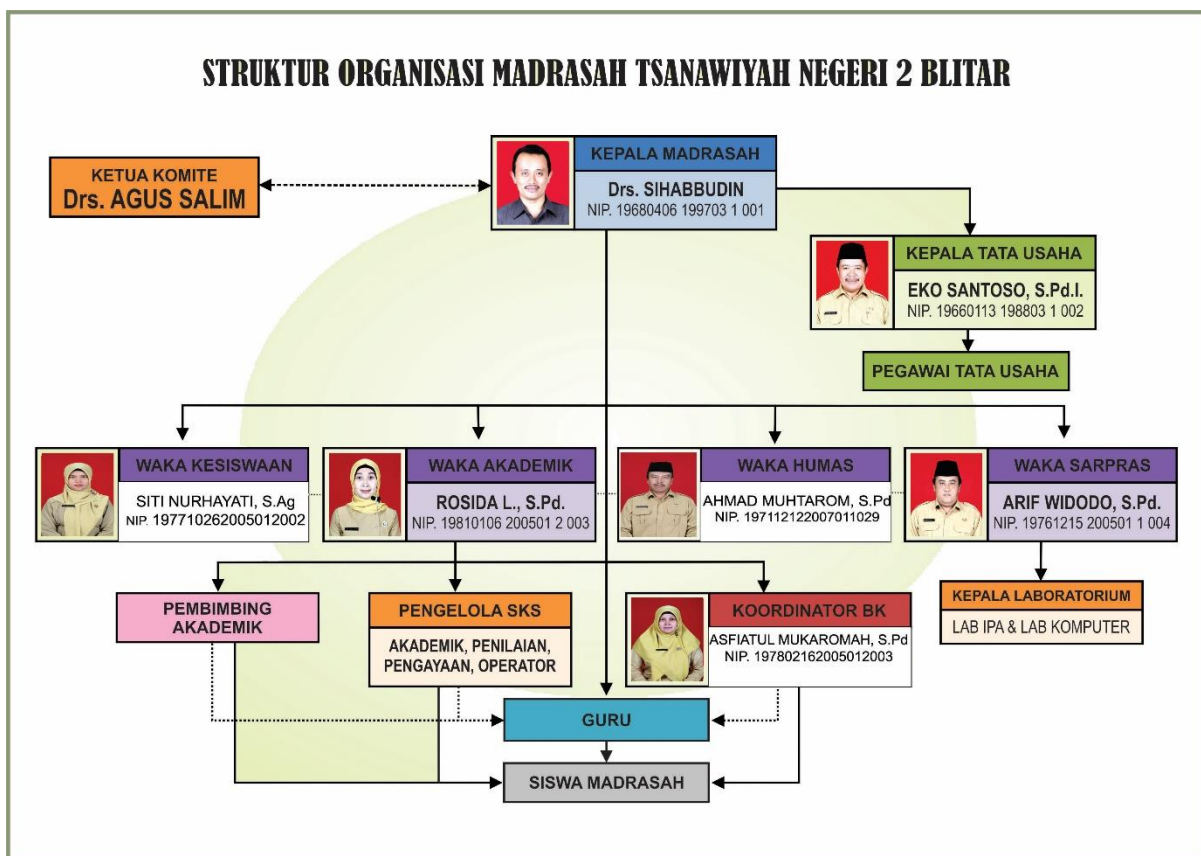 STRUKTUR ORGANISASI MADRASAH TSANAWIYAH NEGERI 2 BLITAR
KETUA KOMITE
Drs. AGUS SALIM
KEPALA MADRASAH
Drs. SIHABBUDIN
NIP. 19680406 199703 1 001
KEPALA TATA USAHA
EKO SANTOSO, S.Pd.I.
NIP. 19660113 198803 1 002
PEGAWAI TATA USAHA
WAKA KESISWAAN
SITI NURHAYATI, S.Ag
NIP. 197710262005012002
WAKA AKADEMIK
ROSIDA L., S.Pd.
NIP. 19810106 200501 2 003
WAKA HUMAS
AHMAD MUHTAROM, S.Pd
NIP. 197112122007011029
WAKA SARPRAS
ARIF WIDODO, S.Pd.
NIP. 19761215 200501 1 004
PEMBIMBING
AKADEMIK
PENGELOLA SKS
AKADEMIK, PENILAIAN,
PENGAYAAN, OPERATOR
KOORDINATOR BK
ASFIATUL MUKAROMAH, S.Pd
NIP. 197802162005012003
KEPALA LABORATORIUM
LAB IPA & LAB KOMPUTER
GURU
SISWA MADRASAH